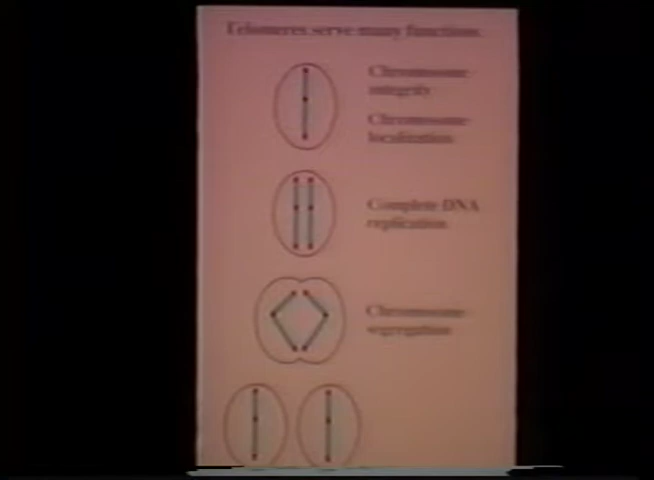 Telomeres serve many functions
Chromosome
integrity
Chromosome
localization
Complete DNA
replication
Chromosome
segregation